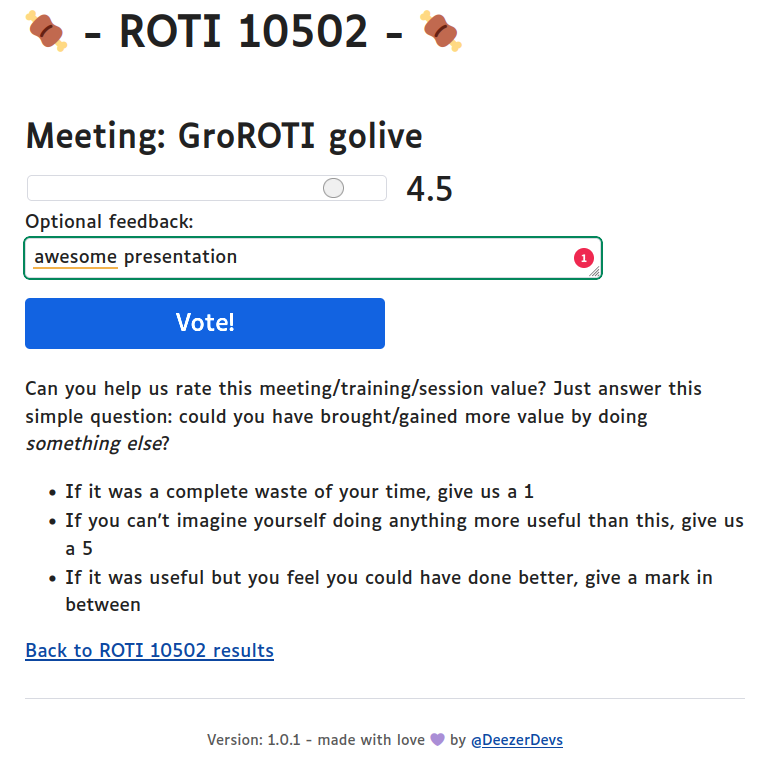 🍖 - ROTI 10502 - 🍖
Meeting: GroROTI golive
4.5
Optional feedback:
awesome presentation
1
Vote!
Can you help us rate this meeting/training/session value? Just answer this
simple question: could you have brought/gained more value by doing
something else?
• If it was a complete waste of your time, give us a 1
• If you can’t imagine yourself doing anything more useful than this, give us
a 5
• If it was useful but you feel you could have done better, give a mark in
between
Back to ROTI 10502 results
Version: 1.0.1 - made with love 💜 by @DeezerDevs